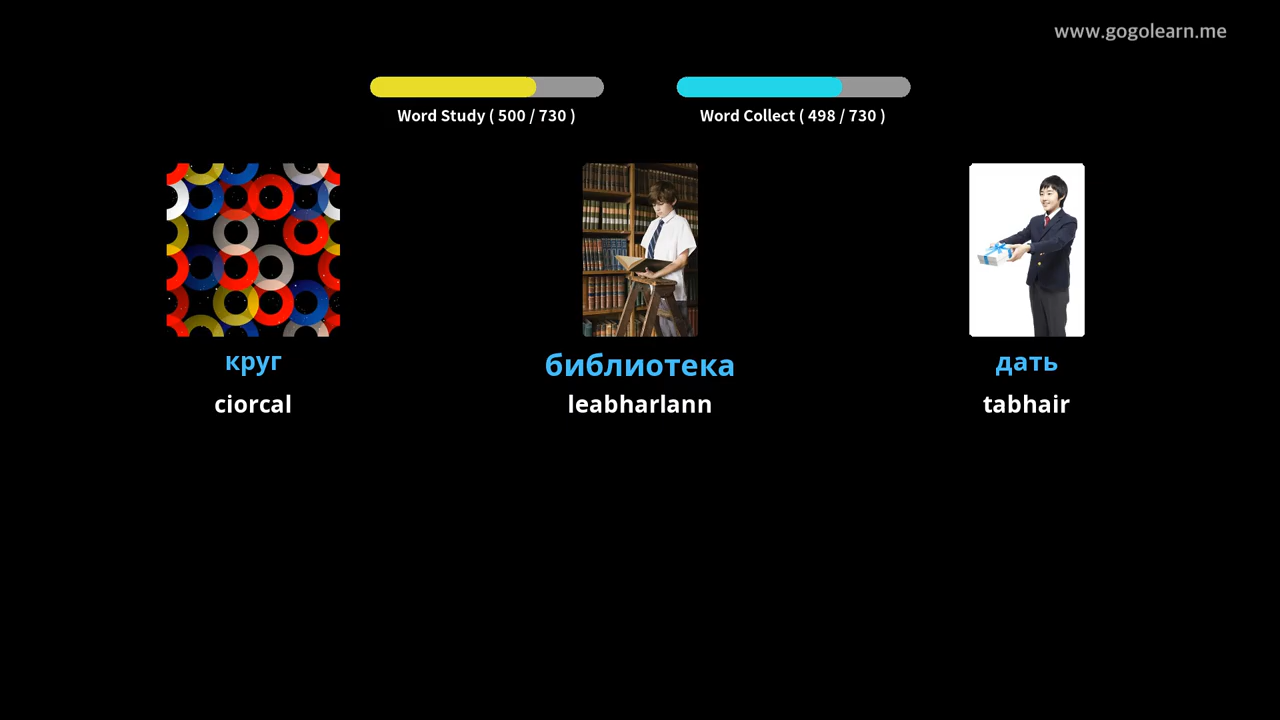 www.gogolearn.me
Word Study ( 500 / 730 )
Word Collect ( 498 / 730 )
круг
библиотека
дать
ciorcal
leabharlann
tabhair